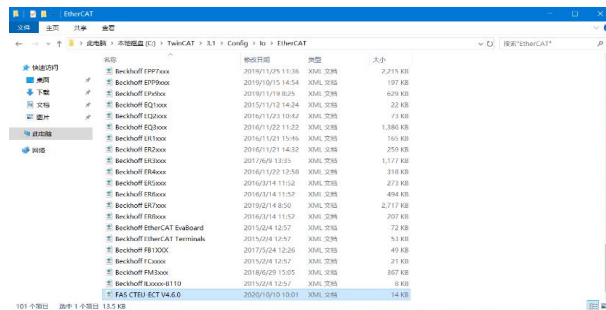 EtherCAT
文件 主页 共享 查看
此电脑 > 本地磁盘 (C:) > TwinCAT > 3.1 > Config > Io > EtherCAT
搜索"EtherCAT"
名称 修改日期 类型 大小
快速访问
桌面
下载
文档
图片
此电脑
网络
Beckhoff EPP7xxx 2019/11/25 11:36 XML 文档 2,215 KB
Beckhoff EPP9xxx 2019/10/15 14:54 XML 文档 197 KB
Beckhoff EPx9xx 2019/11/19 8:25 XML 文档 629 KB
Beckhoff EQ1xxx 2015/11/12 14:24 XML 文档 22 KB
Beckhoff EQ2xxx 2016/11/23 10:42 XML 文档 73 KB
Beckhoff EQ3xxx 2016/11/22 11:22 XML 文档 1,386 KB
Beckhoff ER1xxx 2016/11/21 15:46 XML 文档 165 KB
Beckhoff ER2xxx 2016/11/21 14:32 XML 文档 259 KB
Beckhoff ER3xxx 2017/6/9 13:35 XML 文档 1,177 KB
Beckhoff ER4xxx 2016/11/22 12:58 XML 文档 318 KB
Beckhoff ER5xxx 2016/3/14 11:52 XML 文档 273 KB
Beckhoff ER6xxx 2016/3/14 11:52 XML 文档 494 KB
Beckhoff ER7xxx 2019/2/14 8:50 XML 文档 2,717 KB
Beckhoff ER8xxx 2016/3/14 11:52 XML 文档 207 KB
Beckhoff EtherCAT EvaBoard 2015/2/4 12:57 XML 文档 72 KB
Beckhoff EtherCAT Terminals 2015/2/4 12:57 XML 文档 53 KB
Beckhoff FB1XXX 2017/5/24 12:26 XML 文档 49 KB
Beckhoff FCxxxx 2015/2/4 12:57 XML 文档 21 KB
Beckhoff FM3xxx 2018/6/29 15:05 XML 文档 367 KB
Beckhoff ILxxxx-B110 2015/2/4 12:57 XML 文档 8 KB
FAS CTEU-ECT V4.6.0 2020/10/10 10:01 XML 文档 14 KB
101 个项目 选中 1 个项目 13.5 KB